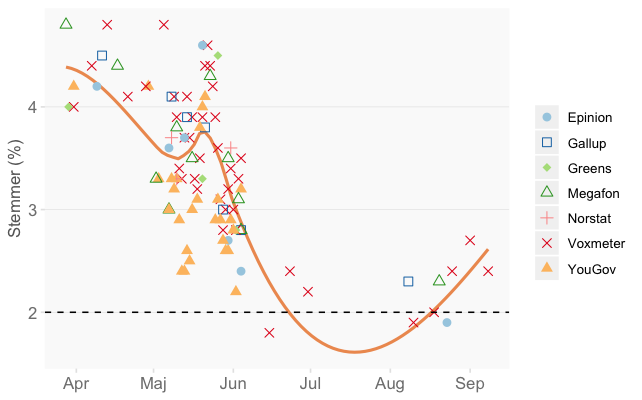 4
3
2
Stemmer (%)
Apr Maj Jun Jul Aug Sep
Epinion
Gallup
Greens
Megafon
Norstat
Voxmeter
YouGov